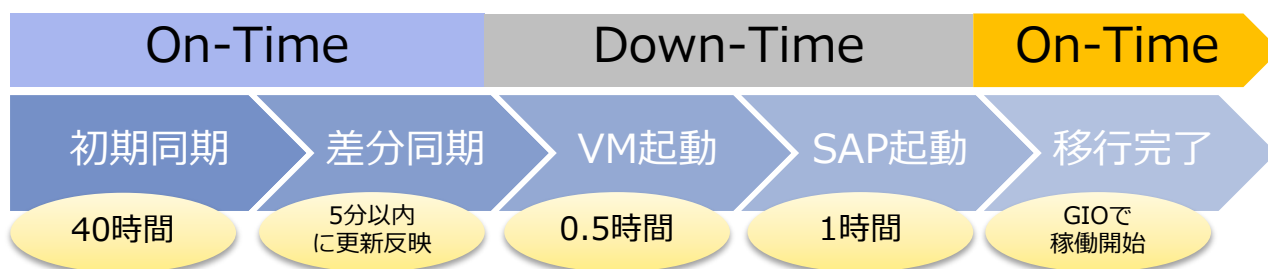 On-Time
Down-Time
On-Time
初期同期
差分同期
VM起動
SAP起動
移行完了
40時間
5分以内
に更新反映
0.5時間
1時間
GIOで
稼働開始